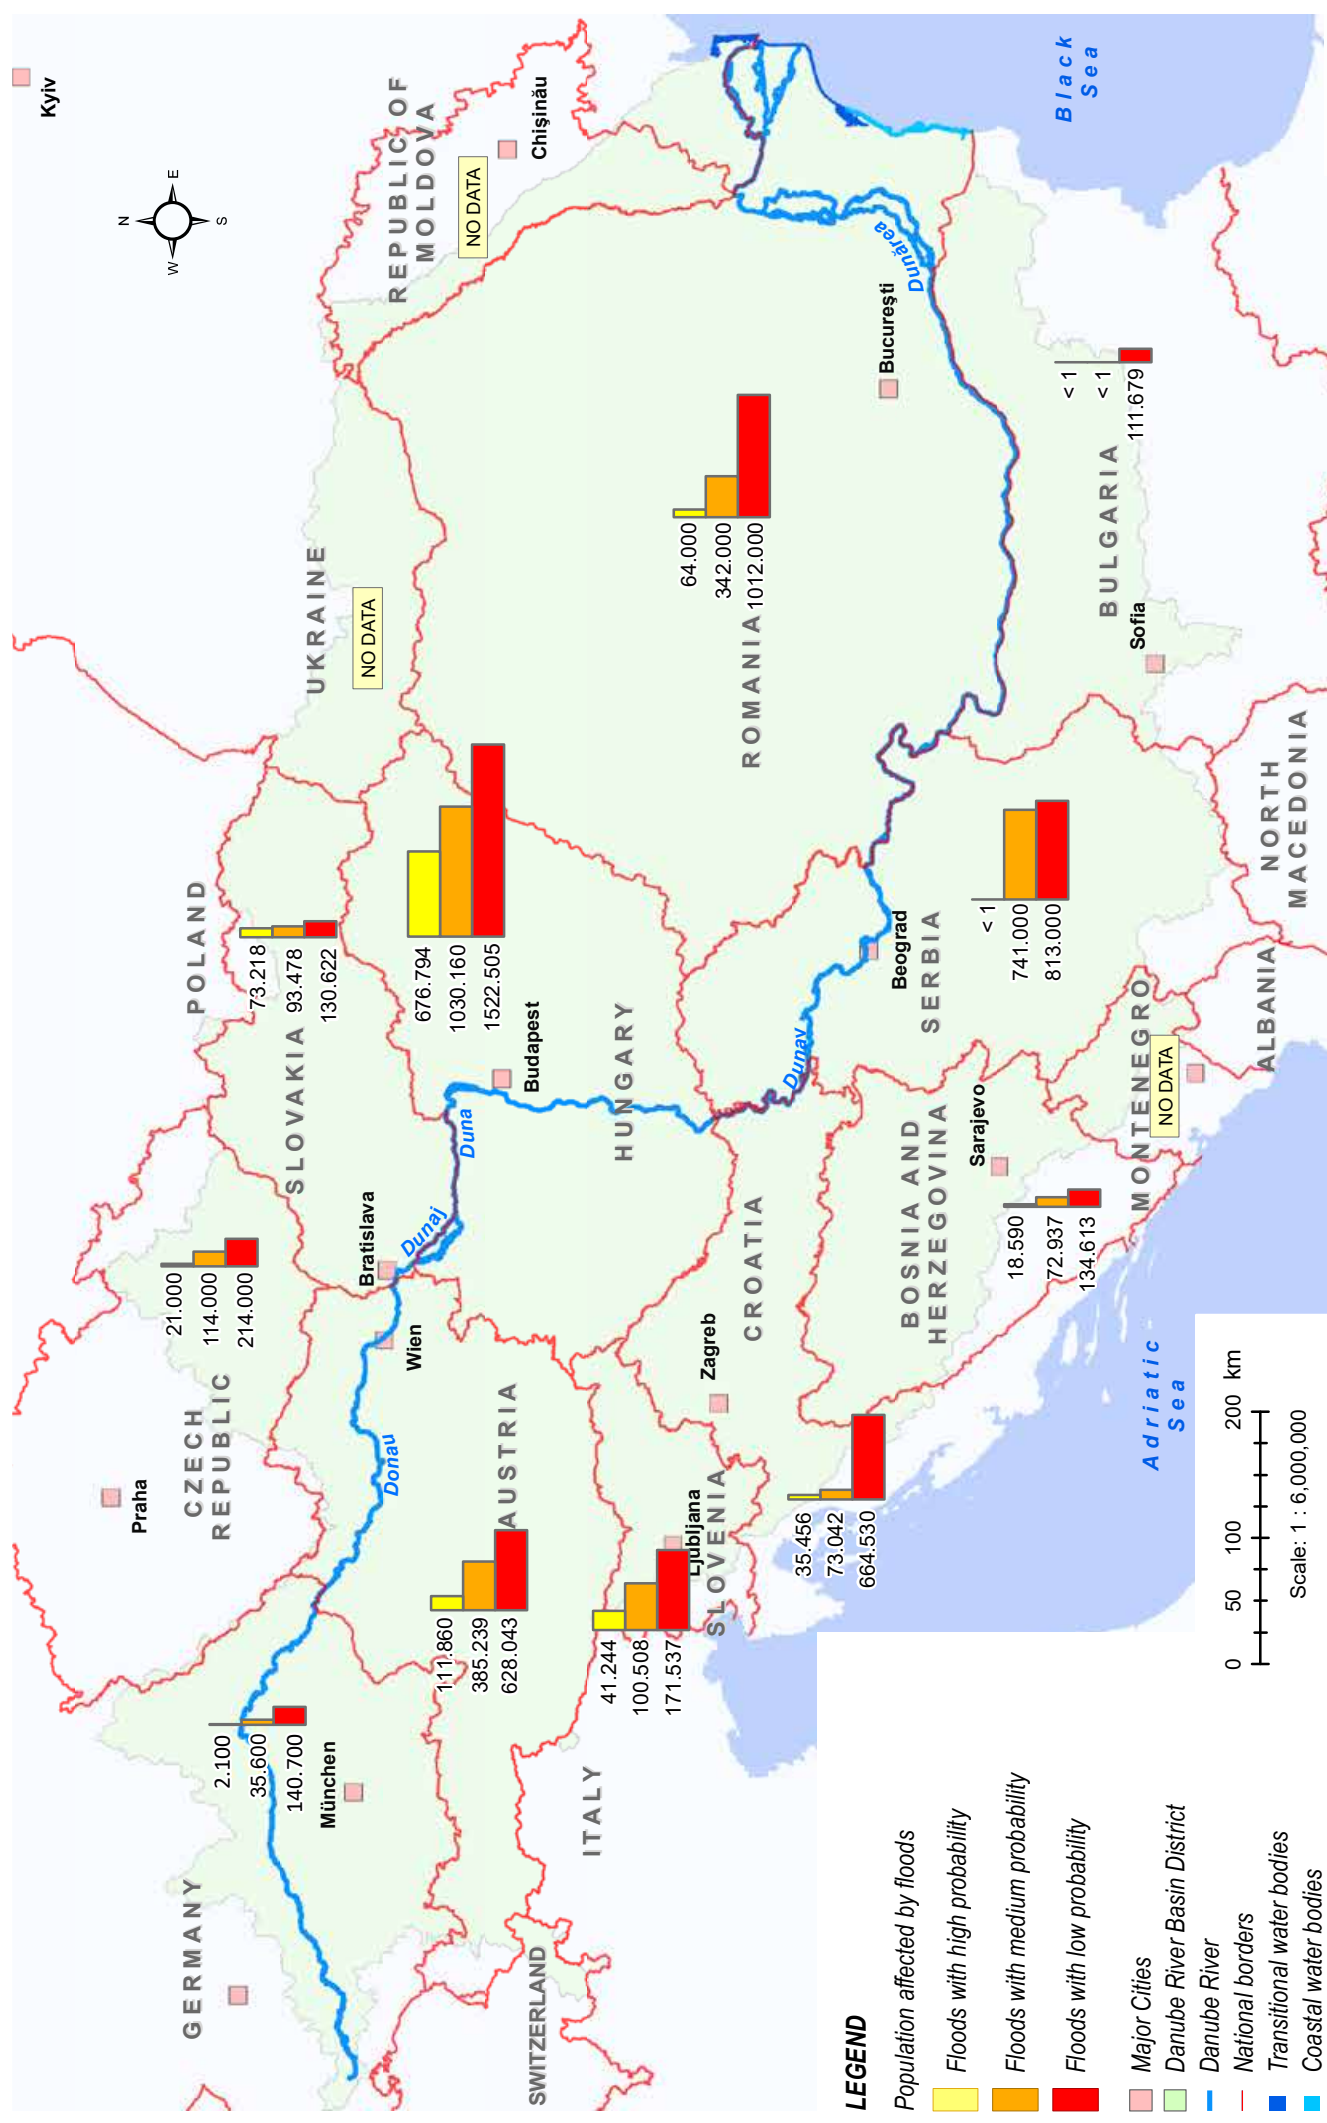 Kyiv
N
W
E
S
REPUBLIC OF
MOLDOVA
Chişinău
NO DATA
Black
Sea
UKRAINE
NO DATA
POLAND
Praha
CZECH
REPUBLIC
21.000
114.000
214.000
SLOVAKIA
73.218
93.478
130.622
Bratislava
Dunaj
Wien
Donau
GERMANY
2.100
35.600
140.700
München
AUSTRIA
111.860
385.239
628.043
SWITZERLAND
ITALY
Duna
Budapest
676.794
1030.160
1522.505
HUNGARY
41.244
100.508
171.537
Ljubljana
SLOVENIA
Zagreb
CROATIA
35.456
73.042
664.530
ROMANIA
64.000
342.000
1012.000
Bucureşti
Dunărea
Dunav
Beograd
SERBIA
< 1
741.000
813.000
BOSNIA AND
HERZEGOVINA
Sarajevo
18.590
72.937
134.613
< 1
< 1
111.679
BULGARIA
Sofia
MONTENEGRO
NO DATA
ALBANIA
NORTH
MACEDONIA
Adriatic
Sea
LEGEND
Population affected by floods
Floods with high probability
Floods with medium probability
Floods with low probability
Major Cities
Danube River Basin District
Danube River
National borders
Transitional water bodies
Coastal water bodies
0 50 100 200 km
Scale: 1 : 6,000,000